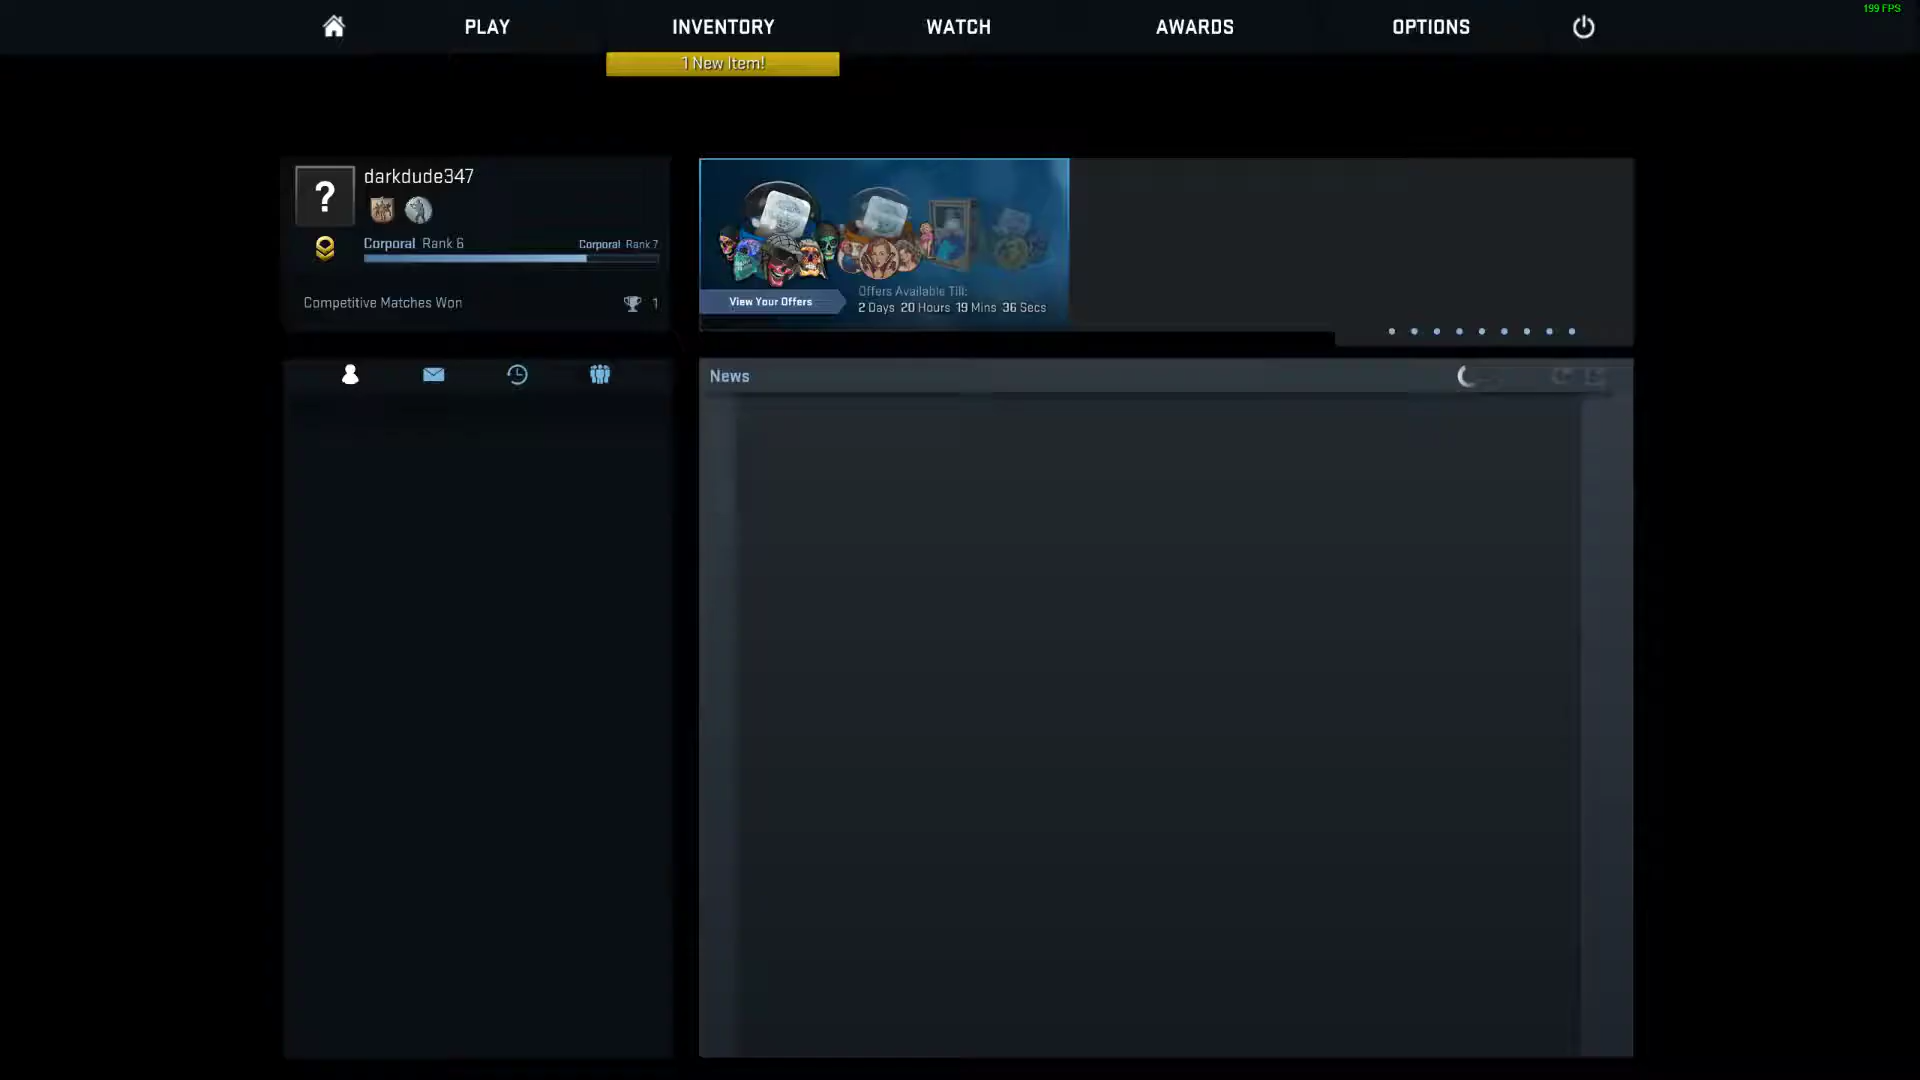 199 FPS
PLAY
INVENTORY
WATCH
AWARDS
OPTIONS
1 New Item!
?
darkdude347
Corporal Rank 6
Corporal Rank 7
Competitive Matches Won
1
View Your Offers
Offers Available Till:
2 Days 20 Hours 19 Mins 36 Secs
News